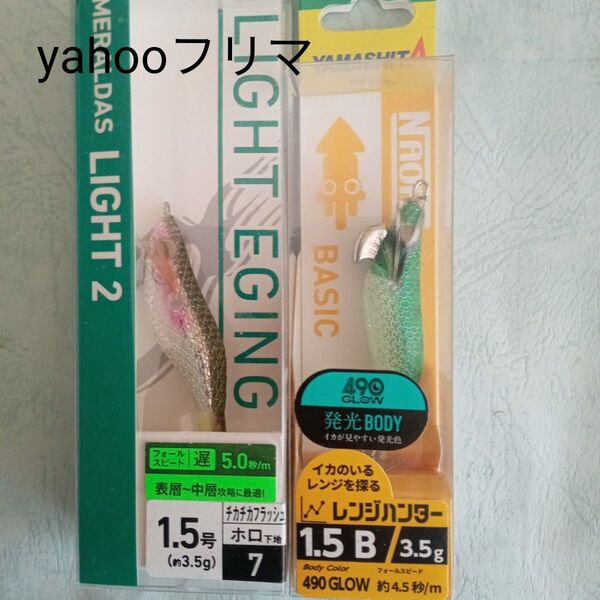 yahooフリマ
MERALDAS LIGHT 2
LIGHT EGING
フォール
スピード
遅 5.0秒/m
表層～中層攻略に最適!
1.5号
(約3.5g)
チカチカフラッシュ
ホロ下地
7
YAMASHITA
NAO
BASIC
490
GLOW
発光BODY
イカが見やすい発光色
イカのいる
レンジを探る
レンジハンター
1.5 B/3.5g
Body Color
490 GLOW
フォールスピード
約4.5秒/m